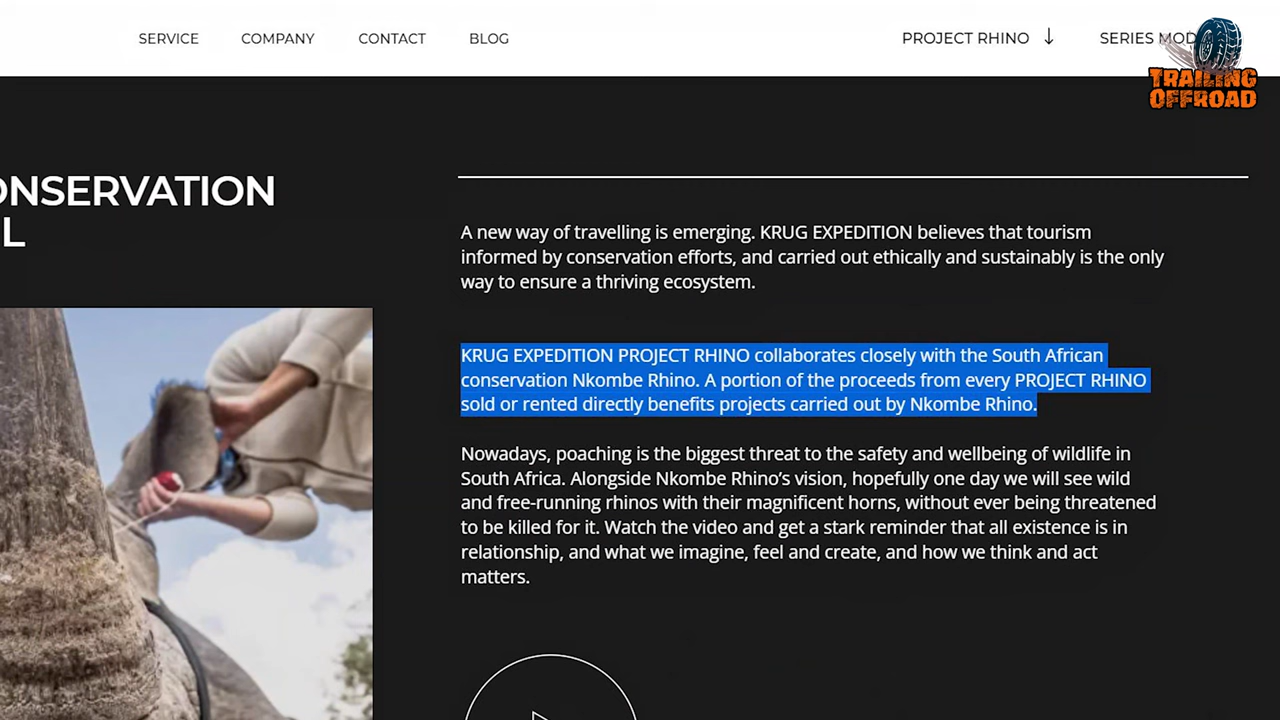 SERVICE COMPANY CONTACT BLOG PROJECT RHINO ↓ SERIES MOD
TRAILING
OFFROAD
ONSERVATION
L
A new way of travelling is emerging. KRUG EXPEDITION believes that tourism
informed by conservation efforts, and carried out ethically and sustainably is the only
way to ensure a thriving ecosystem.
KRUG EXPEDITION PROJECT RHINO collaborates closely with the South African
conservation Nkombe Rhino. A portion of the proceeds from every PROJECT RHINO
sold or rented directly benefits projects carried out by Nkombe Rhino.
Nowadays, poaching is the biggest threat to the safety and wellbeing of wildlife in
South Africa. Alongside Nkombe Rhino’s vision, hopefully one day we will see wild
and free-running rhinos with their magnificent horns, without ever being threatened
to be killed for it. Watch the video and get a stark reminder that all existence is in
relationship, and what we imagine, feel and create, and how we think and act
matters.